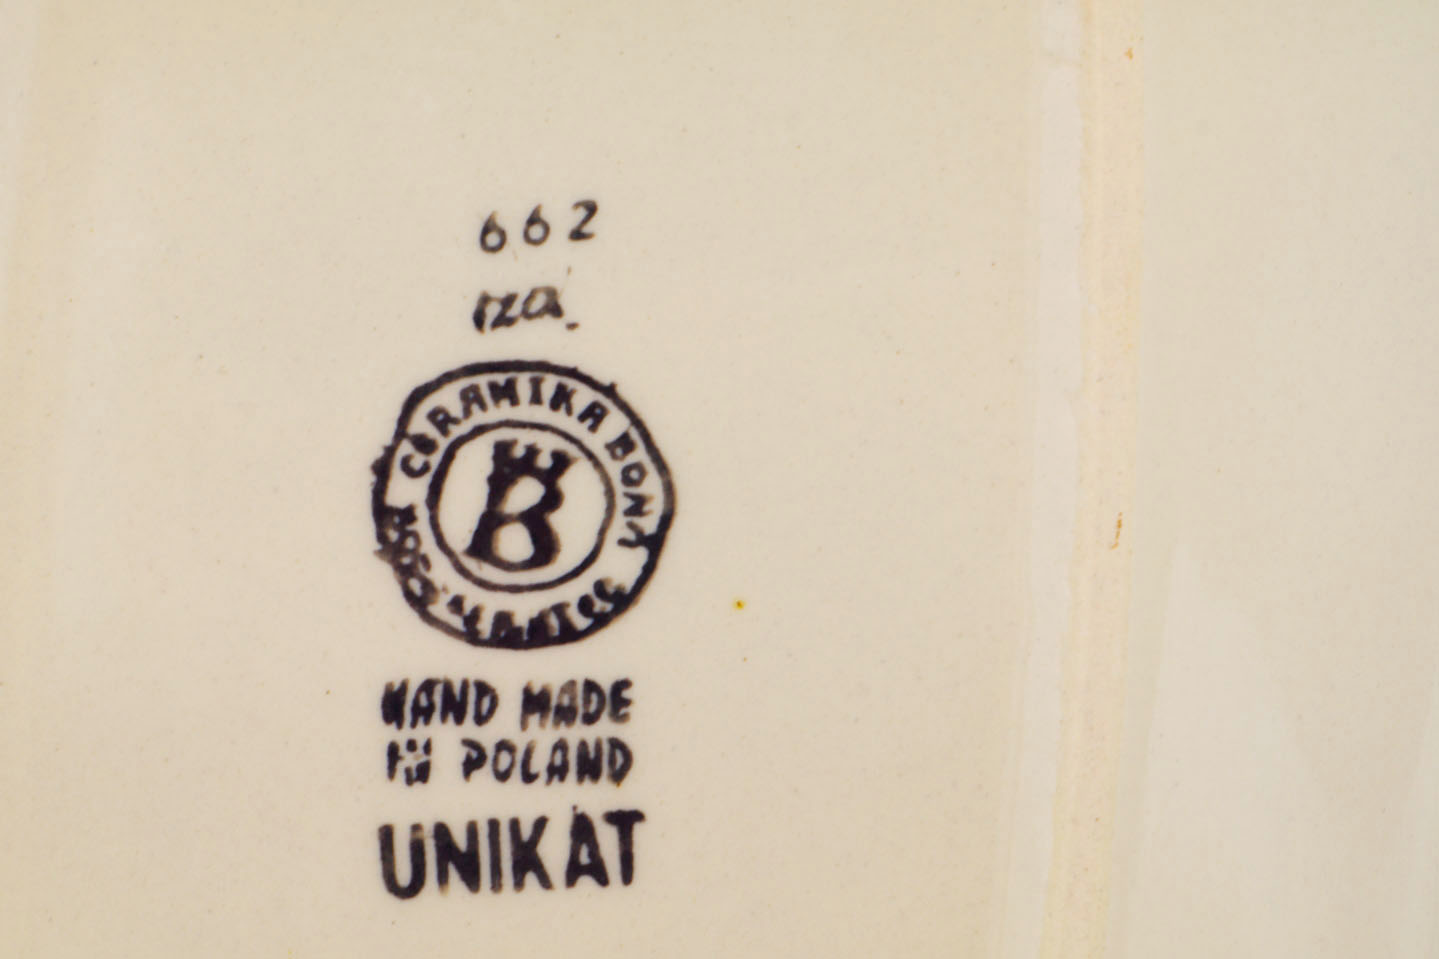 662
iza.
CERAMIKA BONA
B
HAND MADE
IN POLAND
UNIKAT